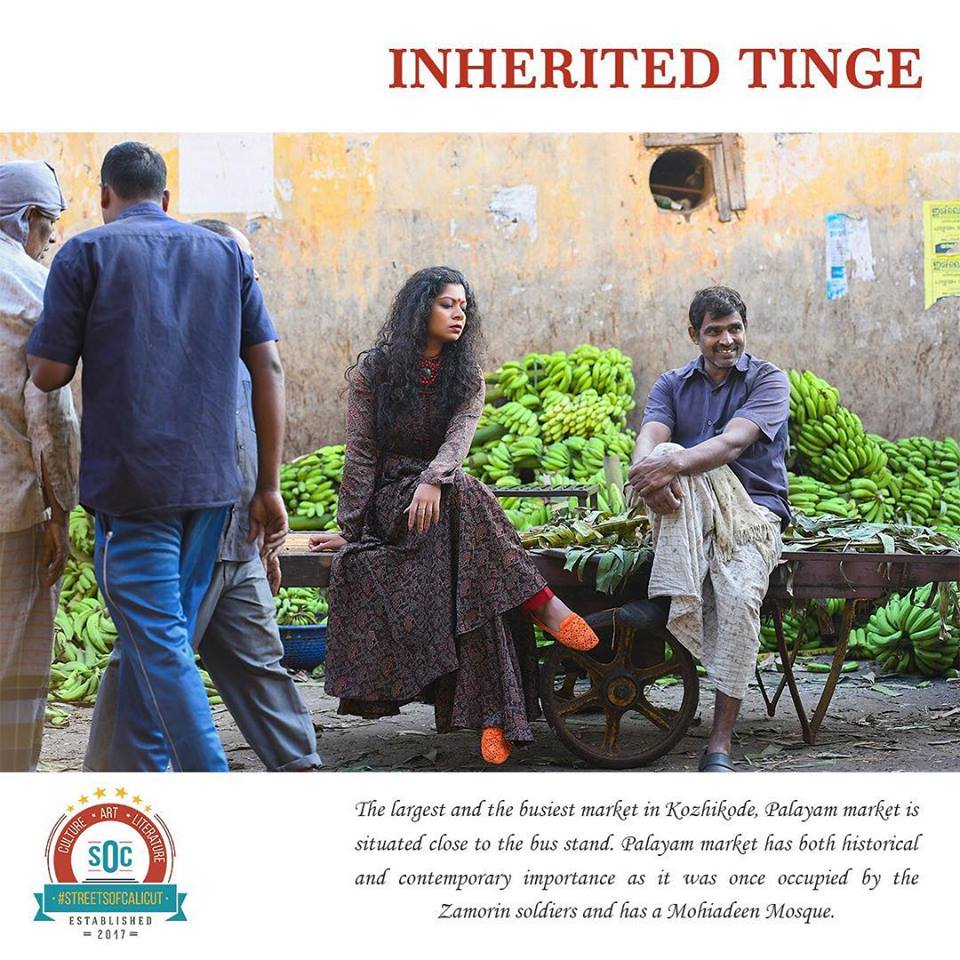 INHERITED TINGE
The largest and the busiest market in Kozhikode, Palayam market is
situated close to the bus stand. Palayam market has both historical
and contemporary importance as it was once occupied by the
Zamorin soldiers and has a Mohiadeen Mosque.
CULTURE • ART • LITERATURE
SOC
• #STREETSOFCALICUT •
ESTABLISHED
2017